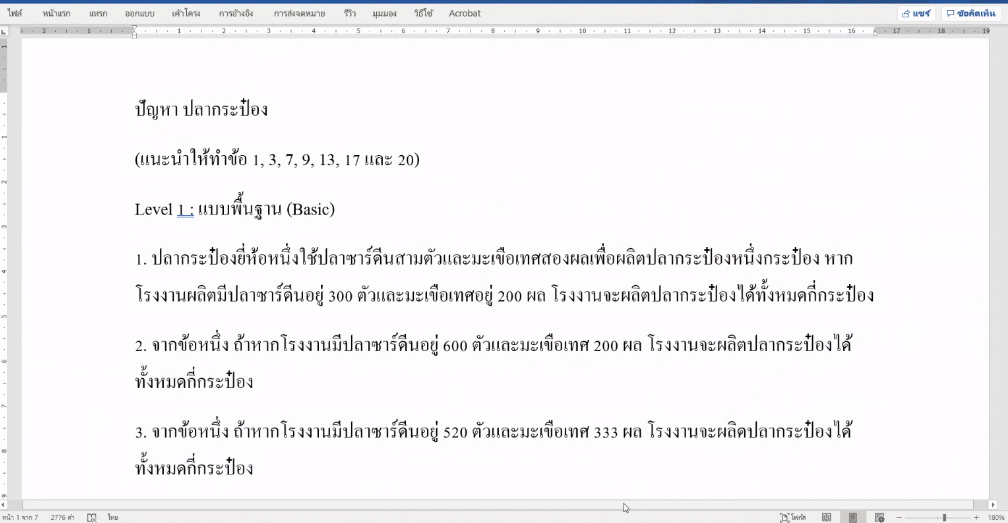 ไฟล์ หน้าแรก แทรก ออกแบบ เค้าโครง การอ้างอิง การส่งจดหมาย รีวิว มุมมอง วิธีใช้ Acrobat แชร์ ข้อคิดเห็น
2 1 1 2 3 4 5 6 7 8 9 10 11 12 13 14 15 16 17 18 19
ปัญหา ปลากระป๋อง
(แนะนำให้ทำข้อ 1, 3, 7, 9, 13, 17 และ 20)
Level 1 : แบบพื้นฐาน (Basic)
1. ปลากระป๋องยี่ห้อหนึ่งใช้ปลาซาร์ดีนสามตัวและมะเขือเทศสองผลเพื่อผลิตปลากระป๋องหนึ่งกระป๋อง หาก
โรงงานผลิตมีปลาซาร์ดีนอยู่ 300 ตัวและมะเขือเทศอยู่ 200 ผล โรงงานจะผลิตปลากระป๋องได้ทั้งหมดกี่กระป๋อง
2. จากข้อหนึ่ง ถ้าหากโรงงานมีปลาซาร์ดีนอยู่ 600 ตัวและมะเขือเทศ 200 ผล โรงงานจะผลิตปลากระป๋องได้
ทั้งหมดกี่กระป๋อง
3. จากข้อหนึ่ง ถ้าหากโรงงานมีปลาซาร์ดีนอยู่ 520 ตัวและมะเขือเทศ 333 ผล โรงงานจะผลิตปลากระป๋องได้
ทั้งหมดกี่กระป๋อง
หน้า 1 จาก 7 2776 คำ ไทย โฟกัส 180%